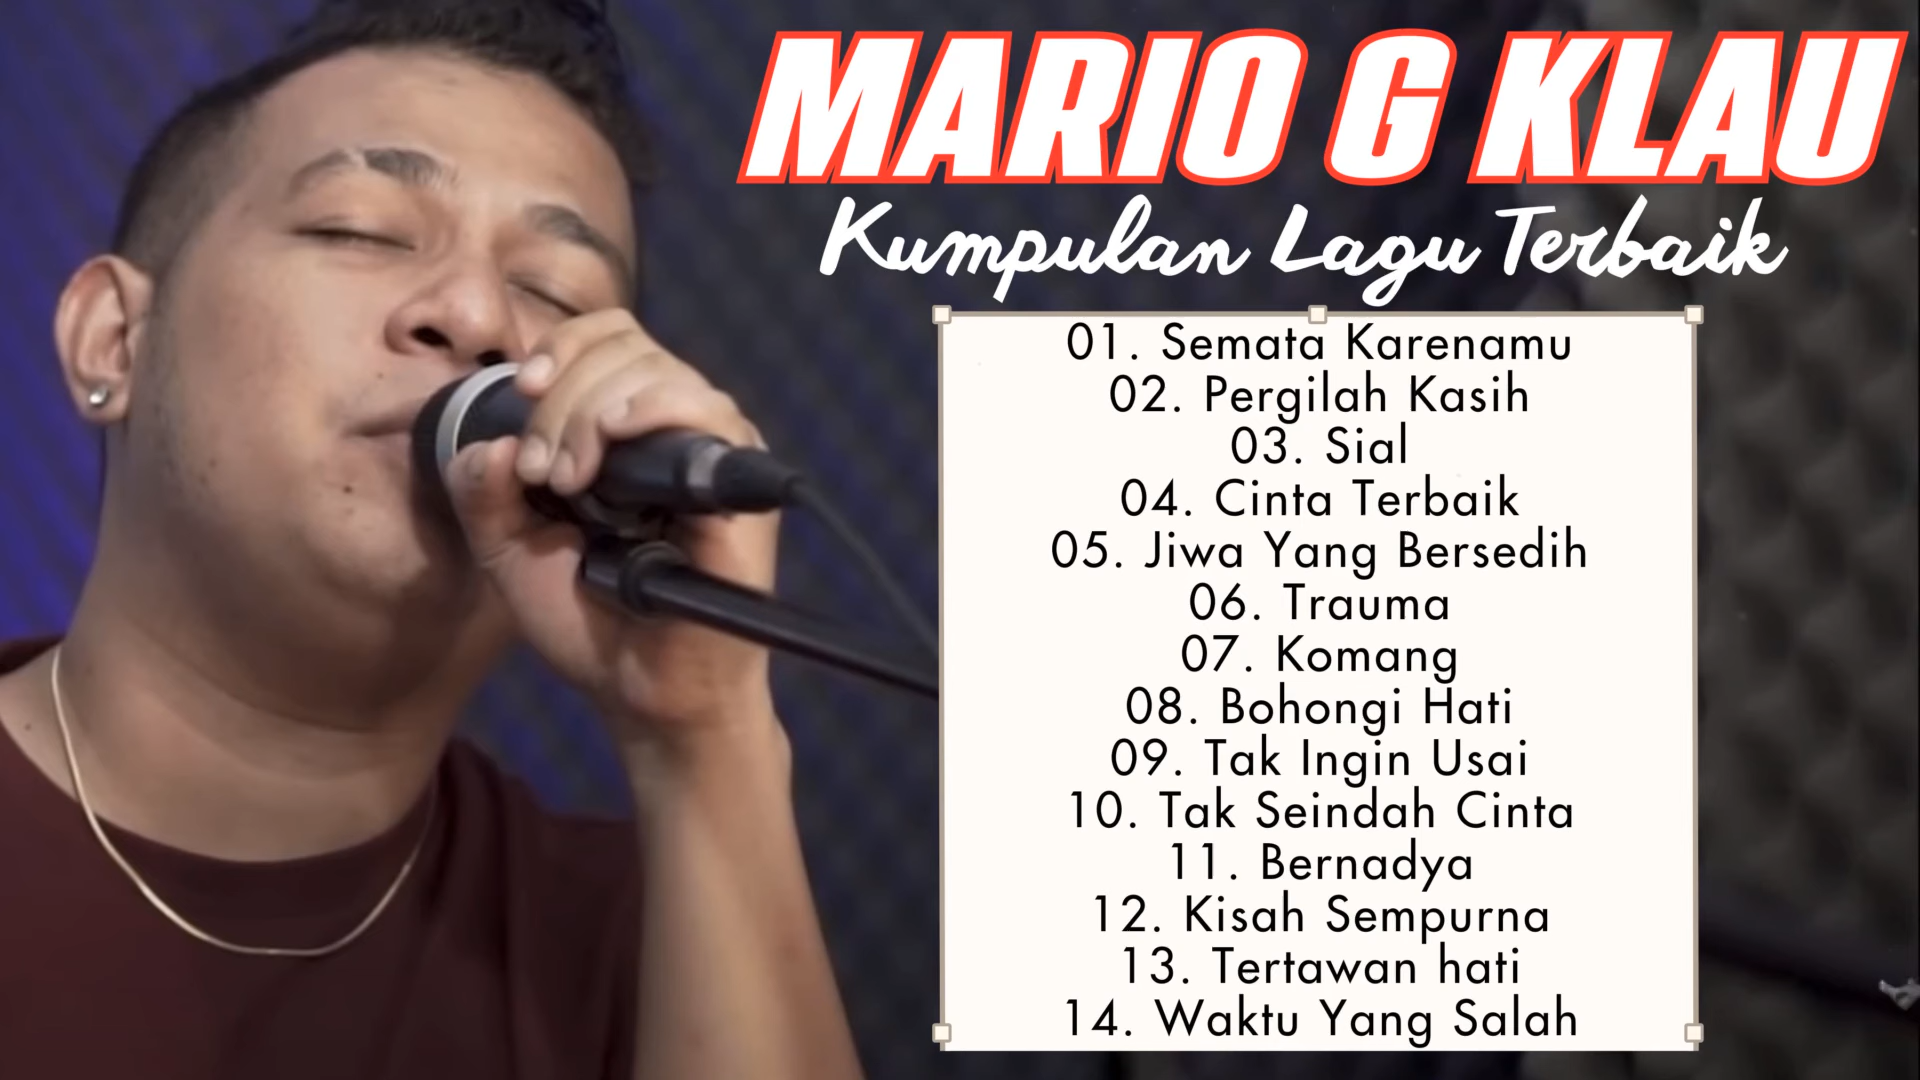 MARIO G KLAU
Kumpulan Lagu Terbaik
01. Semata Karenamu
02. Pergilah Kasih
03. Sial
04. Cinta Terbaik
05. Jiwa Yang Bersedih
06. Trauma
07. Komang
08. Bohongi Hati
09. Tak Ingin Usai
10. Tak Seindah Cinta
11. Bernadya
12. Kisah Sempurna
13. Tertawan hati
14. Waktu Yang Salah